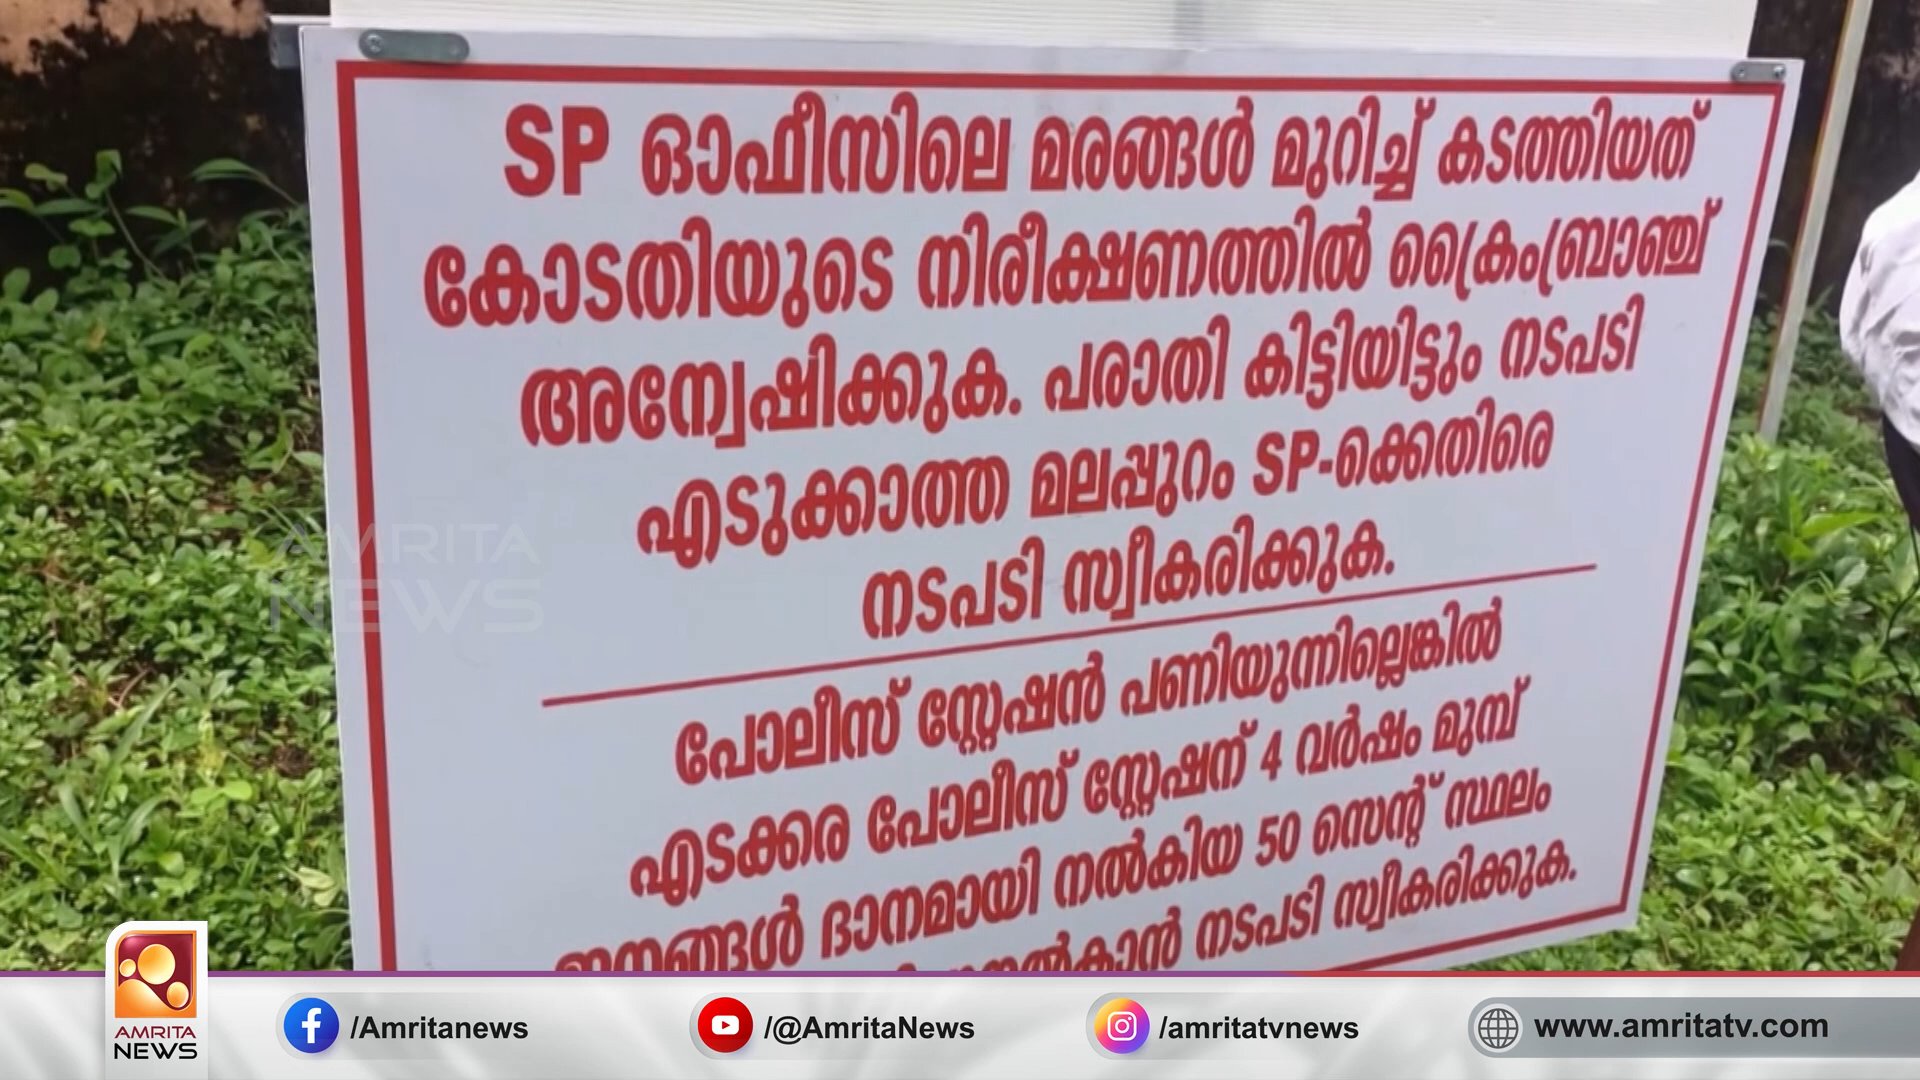 SP ഓഫീസിലെ മരങ്ങൾ മുറിച്ച് കടത്തിയത്
കോടതിയുടെ നിരീക്ഷണത്തിൽ ക്രൈംബ്രാഞ്ച്
അന്വേഷിക്കുക. പരാതി കിട്ടിയിട്ടും നടപടി
എടുക്കാത്ത മലപ്പുറം SP-ക്കെതിരെ
നടപടി സ്വീകരിക്കുക.
പോലീസ് സ്റ്റേഷൻ പണിയുന്നില്ലെങ്കിൽ
എടക്കര പോലീസ് സ്റ്റേഷന് 4 വർഷം മുമ്പ്
ജനങ്ങൾ ദാനമായി നൽകിയ 50 സെന്റ് സ്ഥലം
നടപടി സ്വീകരിക്കുക.
AMRITA
NEWS
AMRITA
NEWS
/Amritanews
/@AmritaNews
/amritatvnews
www.amritatv.com